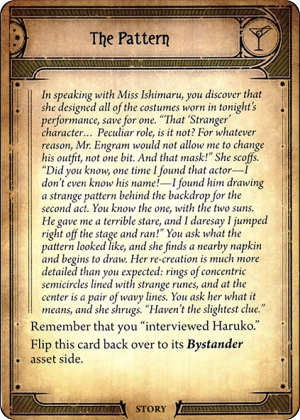 The Pattern
In speaking with Miss Ishimaru, you discover that
she designed all of the costumes worn in tonight's
performance, save for one. “That ‘Stranger’
character… Peculiar role, is it not? For whatever
reason, Mr. Engram would not allow me to change
his outfit, not one bit. And that mask!” She scoffs.
“Did you know, one time I found that actor—I
don't even know his name!—I found him drawing
a strange pattern behind the backdrop for the
second act. You know the one, with the two suns.
He gave me a terrible stare, and I daresay I jumped
right off the stage and ran!” You ask what the
pattern looked like, and she finds a nearby napkin
and begins to draw. Her re-creation is much more
detailed than you expected: rings of concentric
semicircles lined with strange runes, and at the
center is a pair of wavy lines. You ask her what it
means, and she shrugs. “Haven't the slightest clue.”
Remember that you “interviewed Haruko.”
Flip this card back over to its Bystander
asset side.
STORY